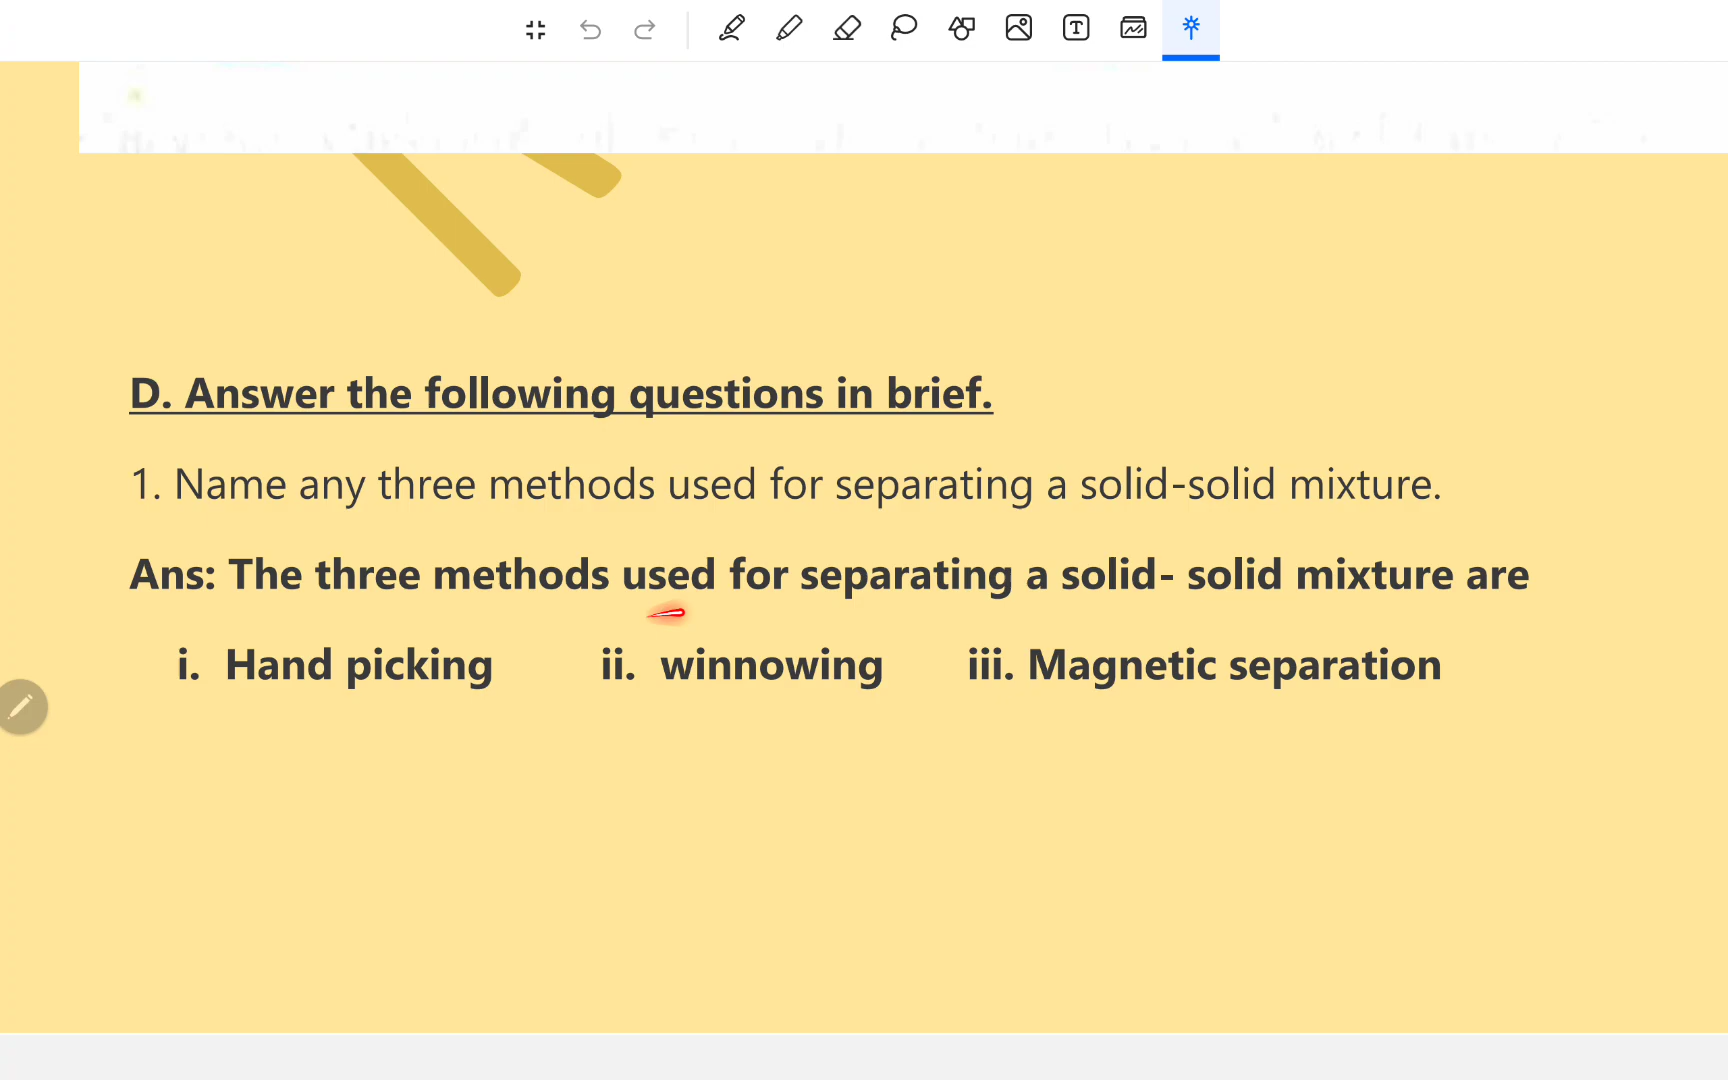 D. Answer the following questions in brief.
1. Name any three methods used for separating a solid-solid mixture.
Ans: The three methods used for separating a solid- solid mixture are
i. Hand picking ii. winnowing iii. Magnetic separation